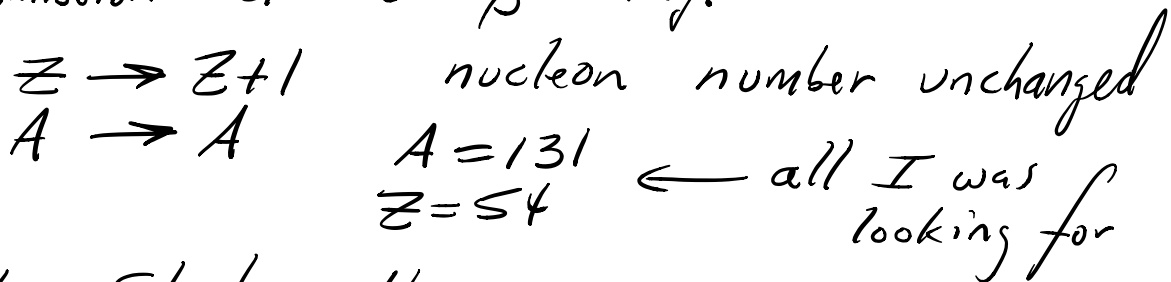 Z → Z+1 nucleon number unchanged
A → A
A = 131 ← all I was
Z = 54 looking for